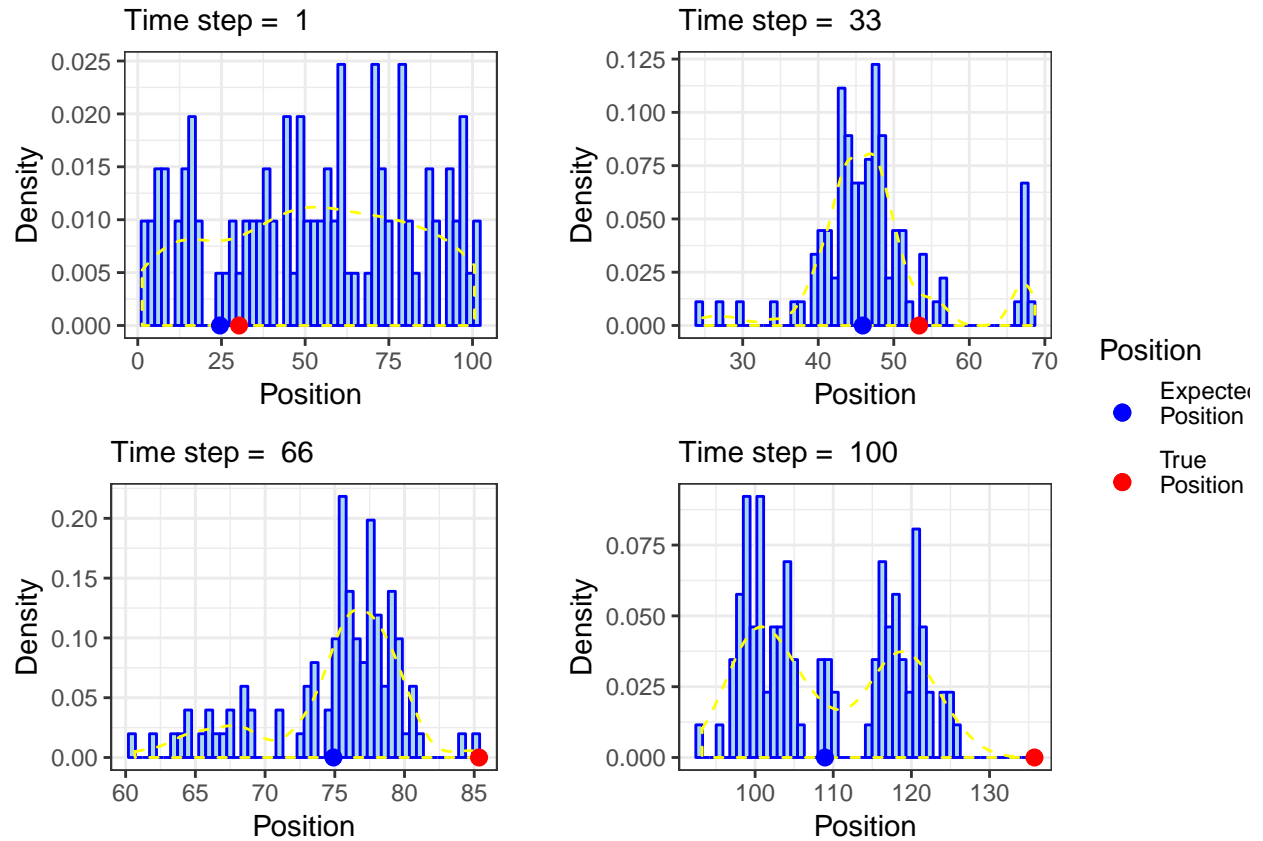 Time step =  1
0.025
0.020
0.015
0.010
0.005
0.000
Density
0
25
50
75
100
Position
Time step =  33
0.125
0.100
0.075
0.050
0.025
0.000
Density
30
40
50
60
70
Position
Time step =  66
0.20
0.15
0.10
0.05
0.00
Density
60
65
70
75
80
85
Position
Time step =  100
0.075
0.050
0.025
0.000
Density
100
110
120
130
Position
Position
Expected
Position
True
Position